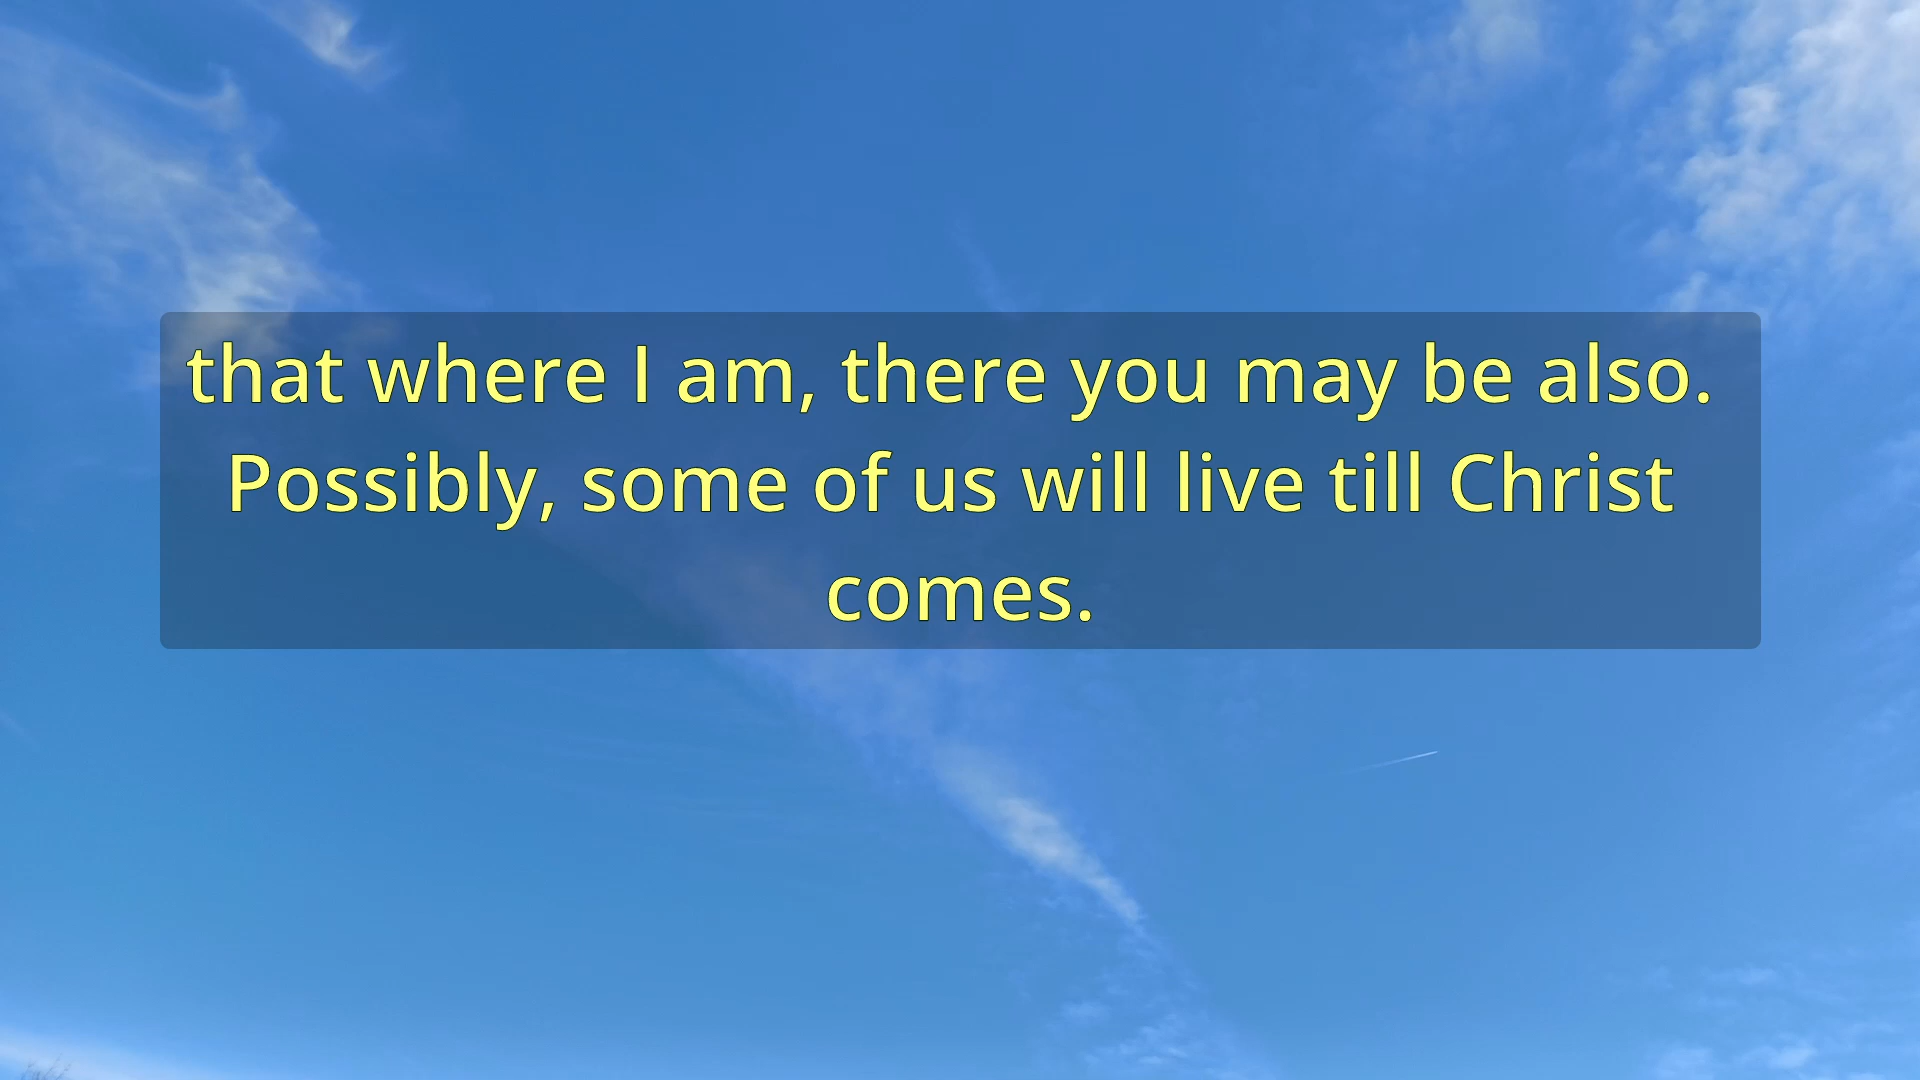 that where I am, there you may be also.
Possibly, some of us will live till Christ
comes.